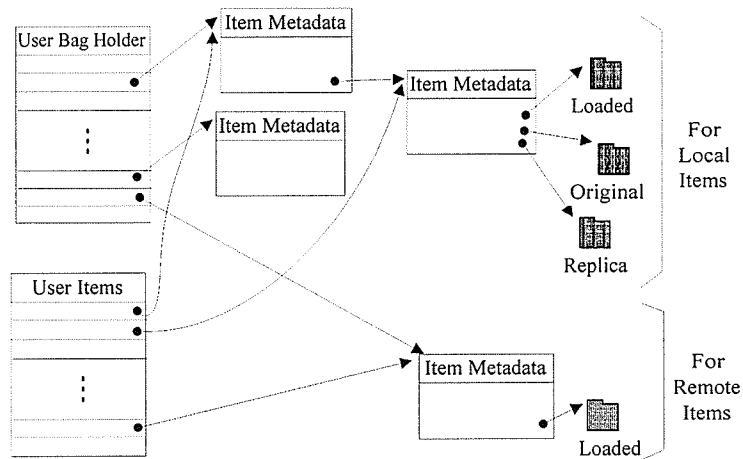 User Bag Holder
Item Metadata
Item Metadata
Item Metadata
Loaded
Original
Replica
For
Local
Items
User Items
Item Metadata
Loaded
For
Remote
Items